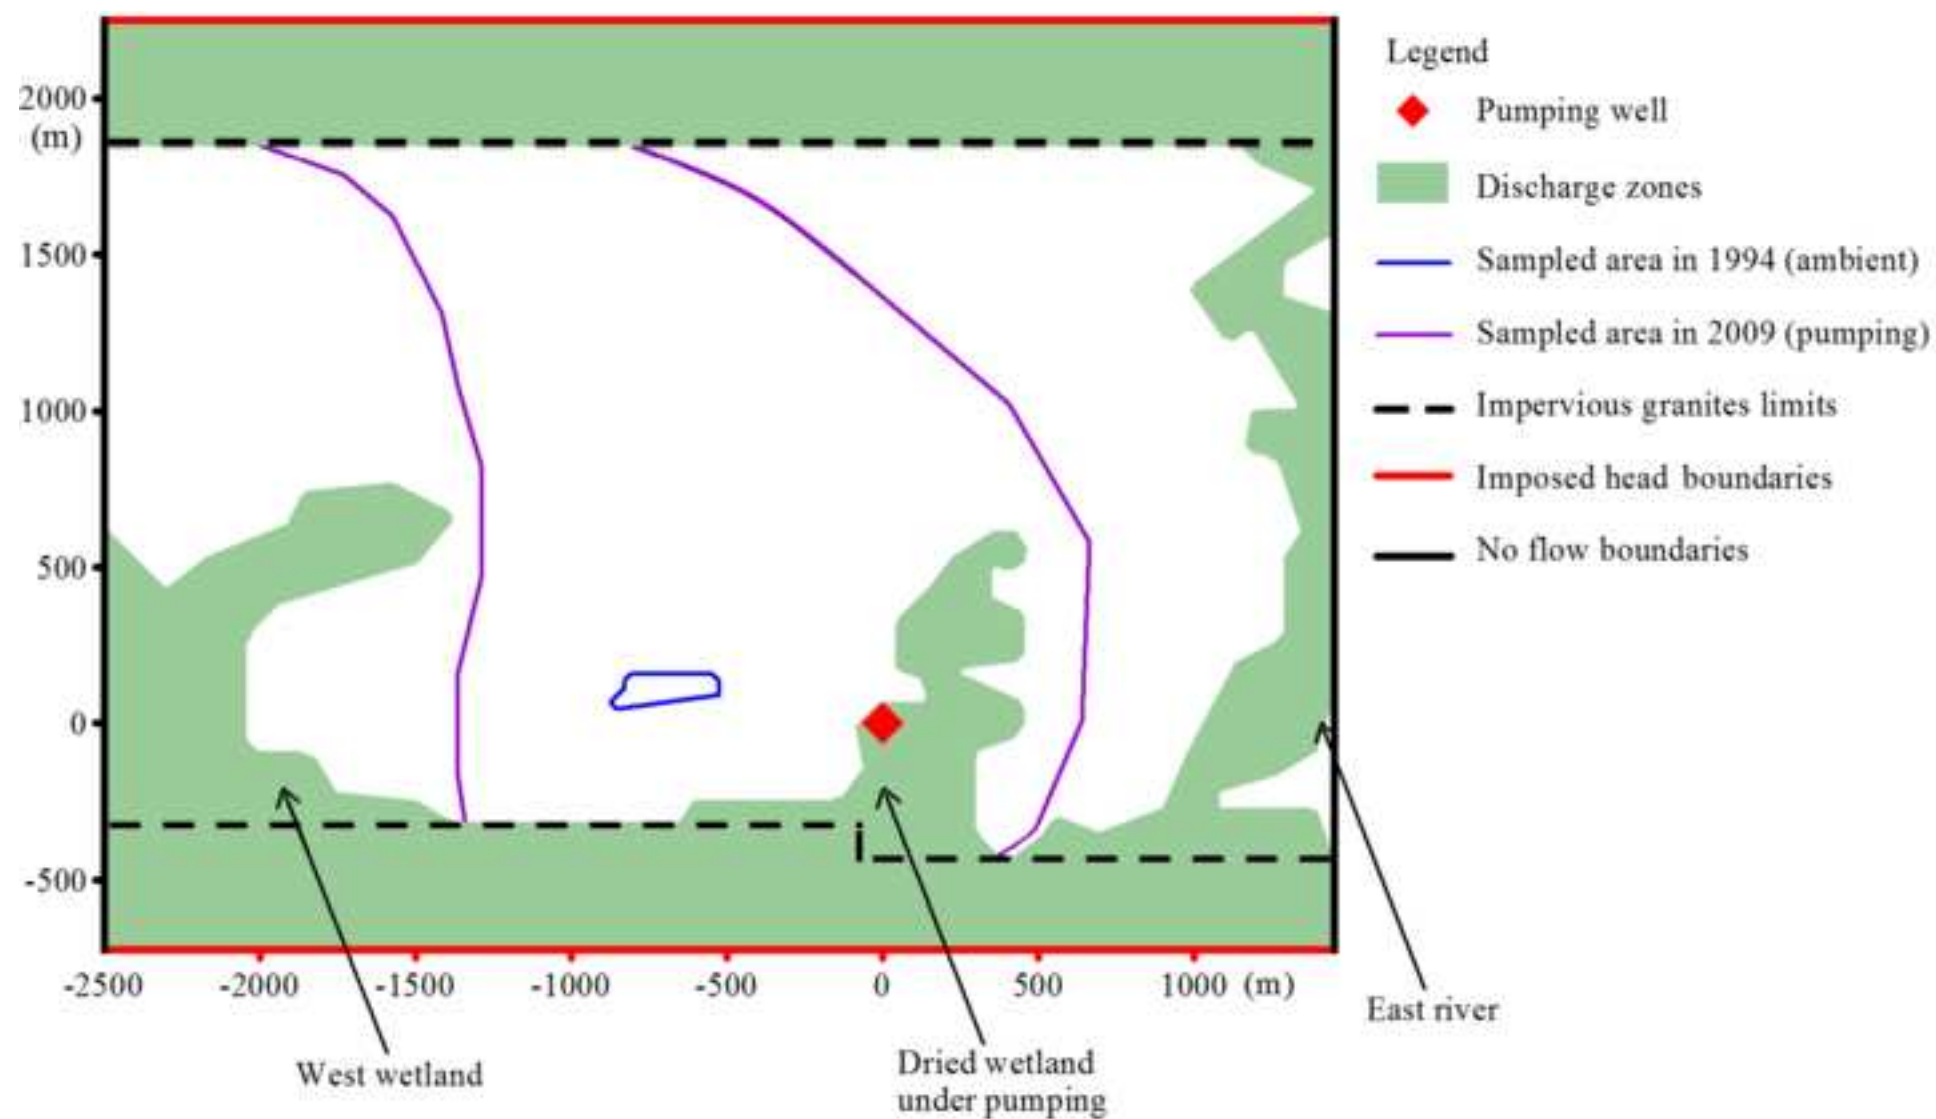 Legend
Pumping well
Discharge zones
Sampled area in 1994 (ambient)
Sampled area in 2009 (pumping)
Impervious granites limits
Imposed head boundaries
No flow boundaries
2000
(m)
1500
1000
500
0
-500
-2500 -2000 -1500 -1000 -500 0 500 1000 (m)
East river
West wetland
Dried wetland
under pumping